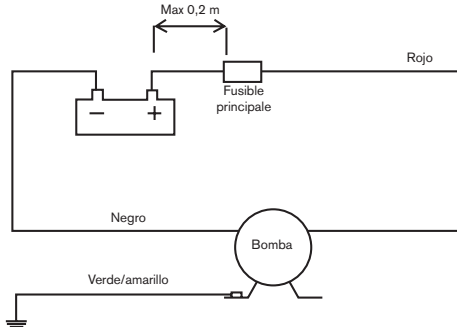 Max 0,2 m
Rojo
Fusible
principale
− +
Negro
Bomba
Verde/amarillo